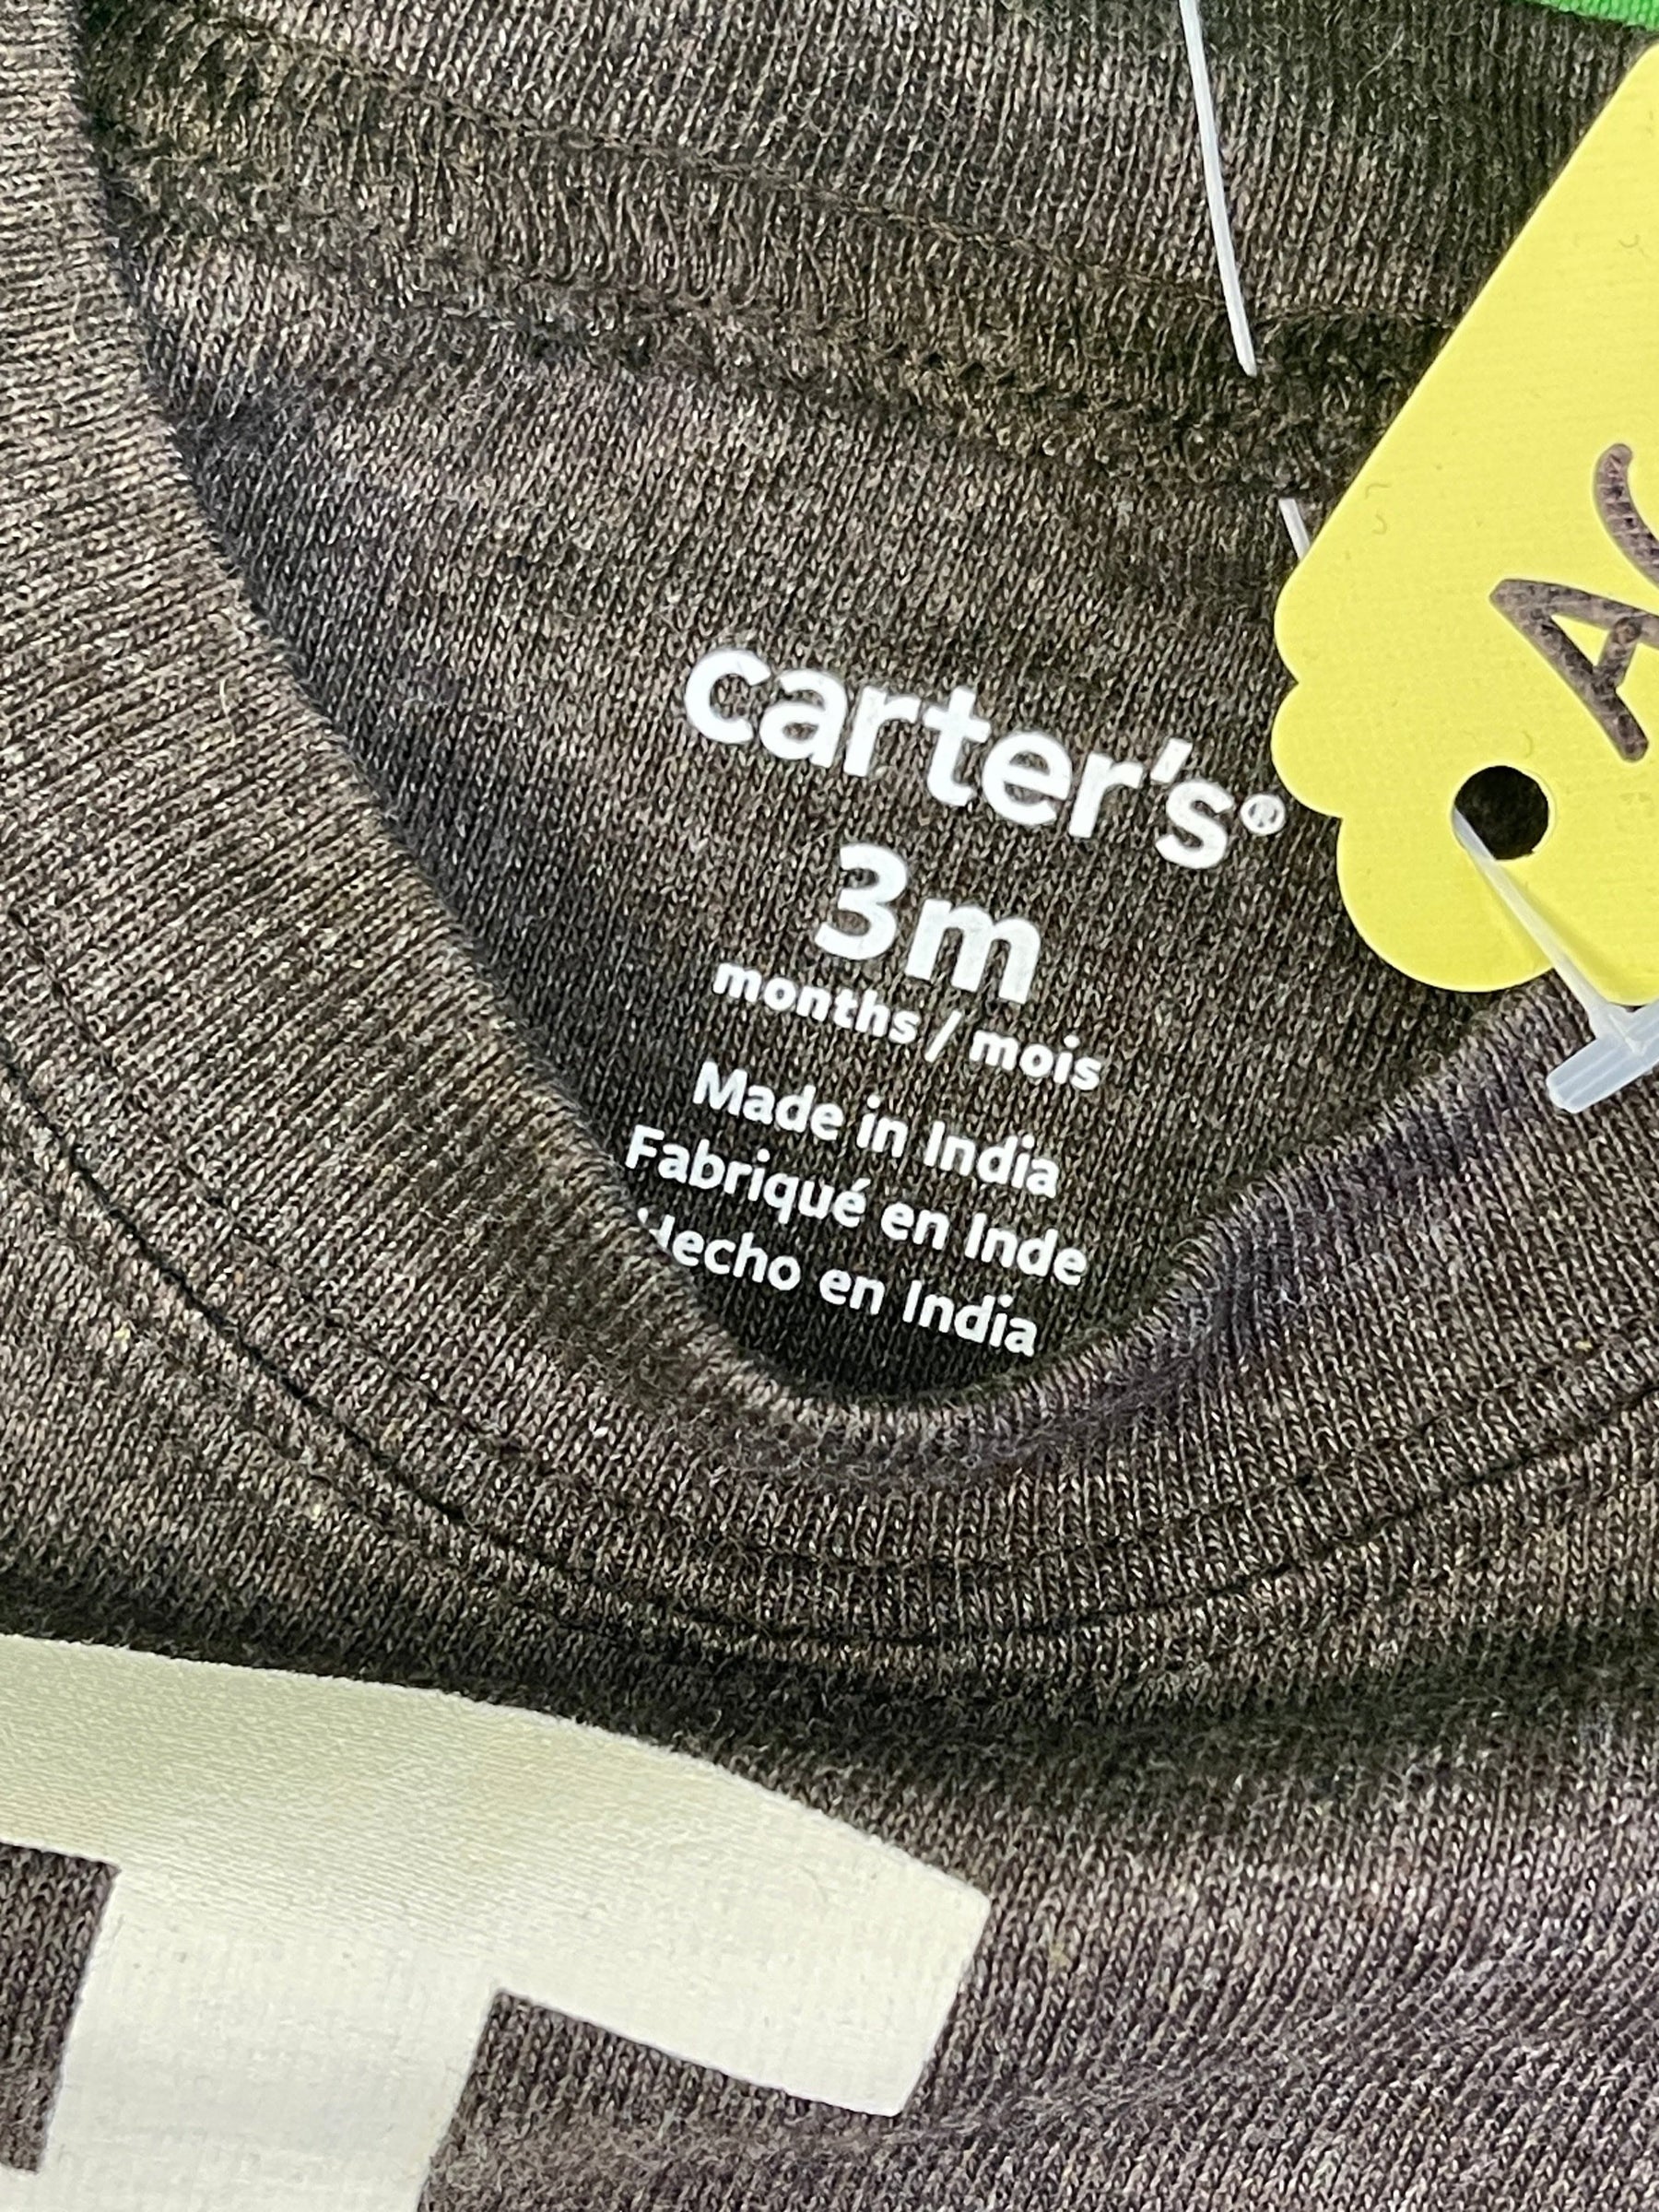 carter's®
3m
months / mois
Made in India
Fabriqué en Inde
Hecho en India